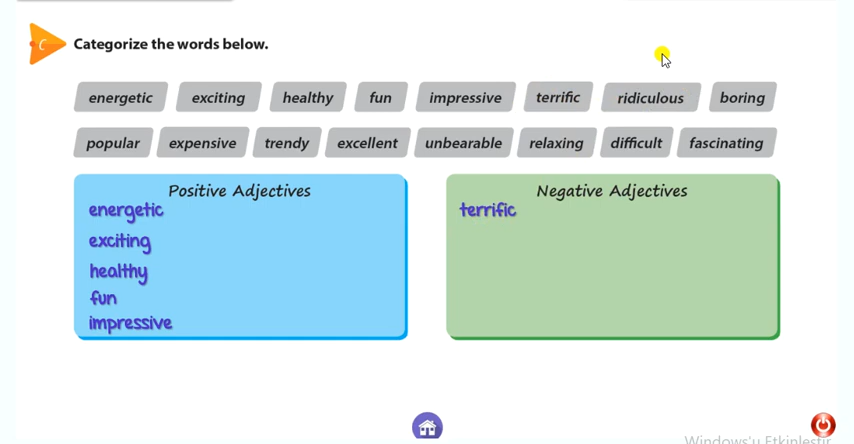 C Categorize the words below.
energetic exciting healthy fun impressive terrific ridiculous boring
popular expensive trendy excellent unbearable relaxing difficult fascinating
Positive Adjectives
energetic
exciting
healthy
fun
impressive
Negative Adjectives
terrific
Windows'u Etkinleştir